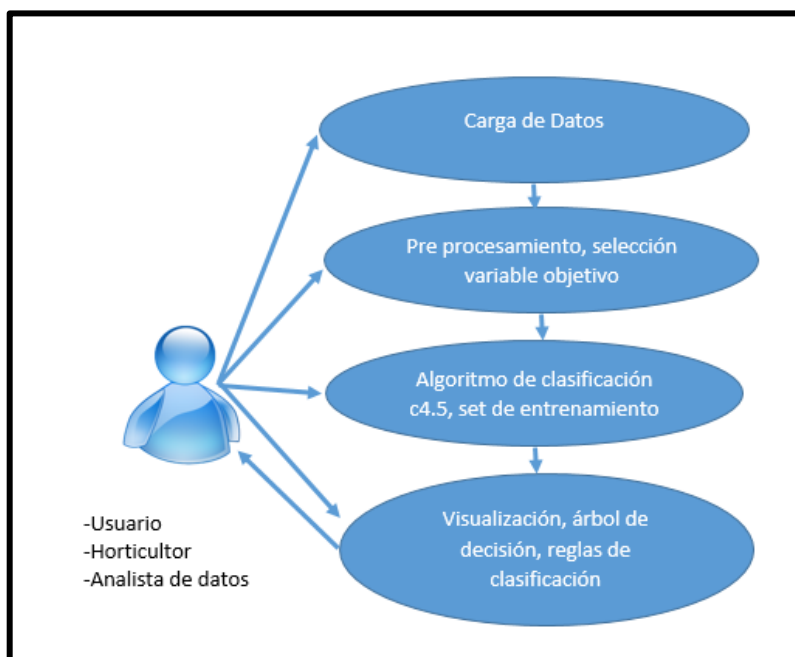 Carga de Datos
Pre procesamiento, selección
variable objetivo
Algoritmo de clasificación
c4.5, set de entrenamiento
Visualización, árbol de
decisión, reglas de
clasificación
-Usuario
-Horticultor
-Analista de datos